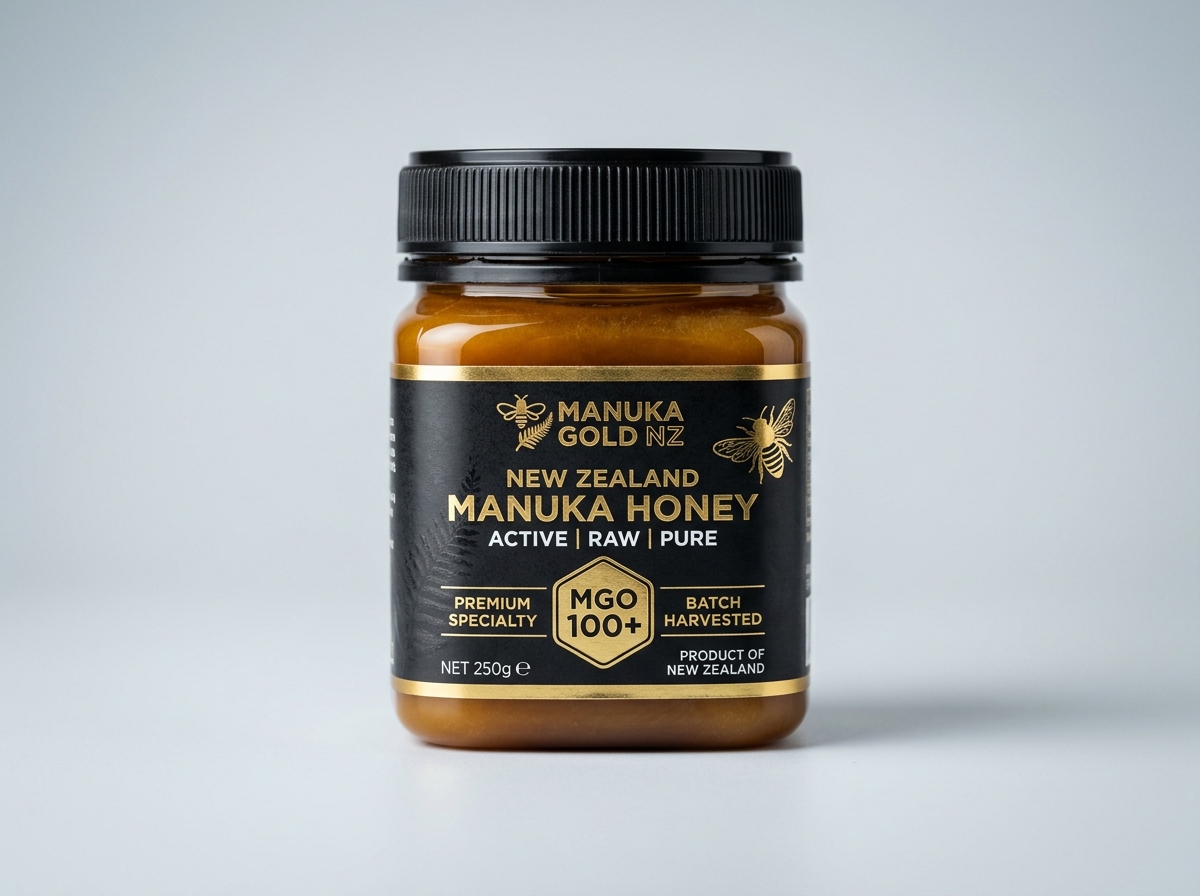 MANUKA
GOLD NZ
NEW ZEALAND
MANUKA HONEY
ACTIVE | RAW | PURE
PREMIUM
SPECIALTY
MGO
100+
BATCH
HARVESTED
NET 250g ℮
PRODUCT OF
NEW ZEALAND